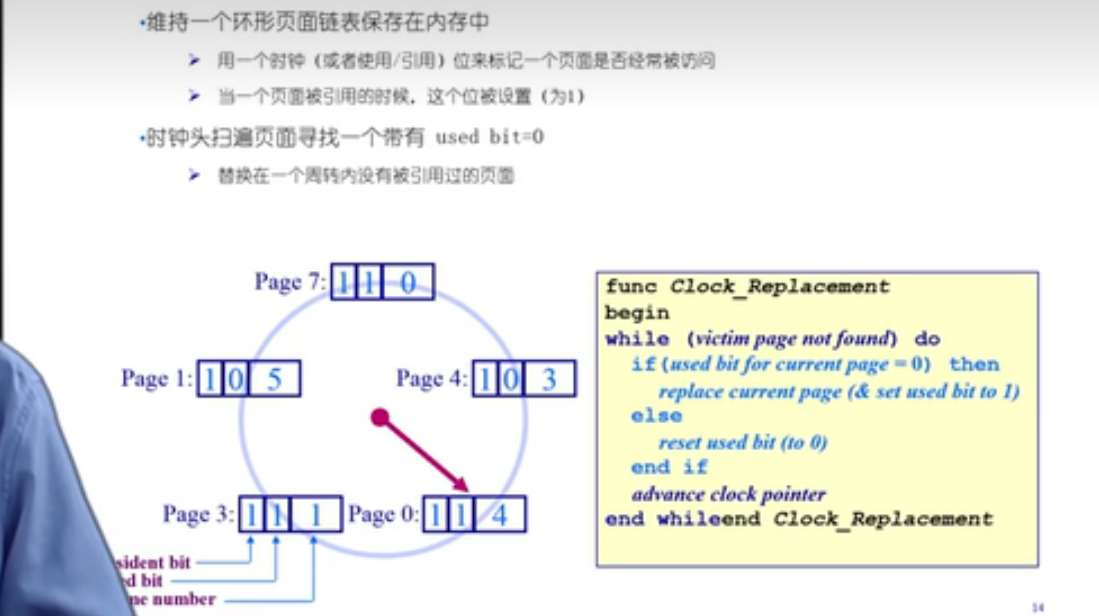 ·维持一个环形页面链表保存在内存中
➢ 用一个时钟（或者使用/引用）位来标记一个页面是否经常被访问
➢ 当一个页面被引用的时候，这个位被设置（为1）
·时钟头扫遍页面寻找一个带有 used bit=0
➢ 替换在一个周转内没有被引用过的页面
Page 7: 1 1 0
Page 1: 1 0 5
Page 4: 1 0 3
Page 3: 1 1 1
Page 0: 1 1 4
sident bit
d bit
me number
func Clock_Replacement
begin
while (victim page not found) do
if(used bit for current page = 0) then
replace current page (& set used bit to 1)
else
reset used bit (to 0)
end if
advance clock pointer
end whileend Clock_Replacement
14